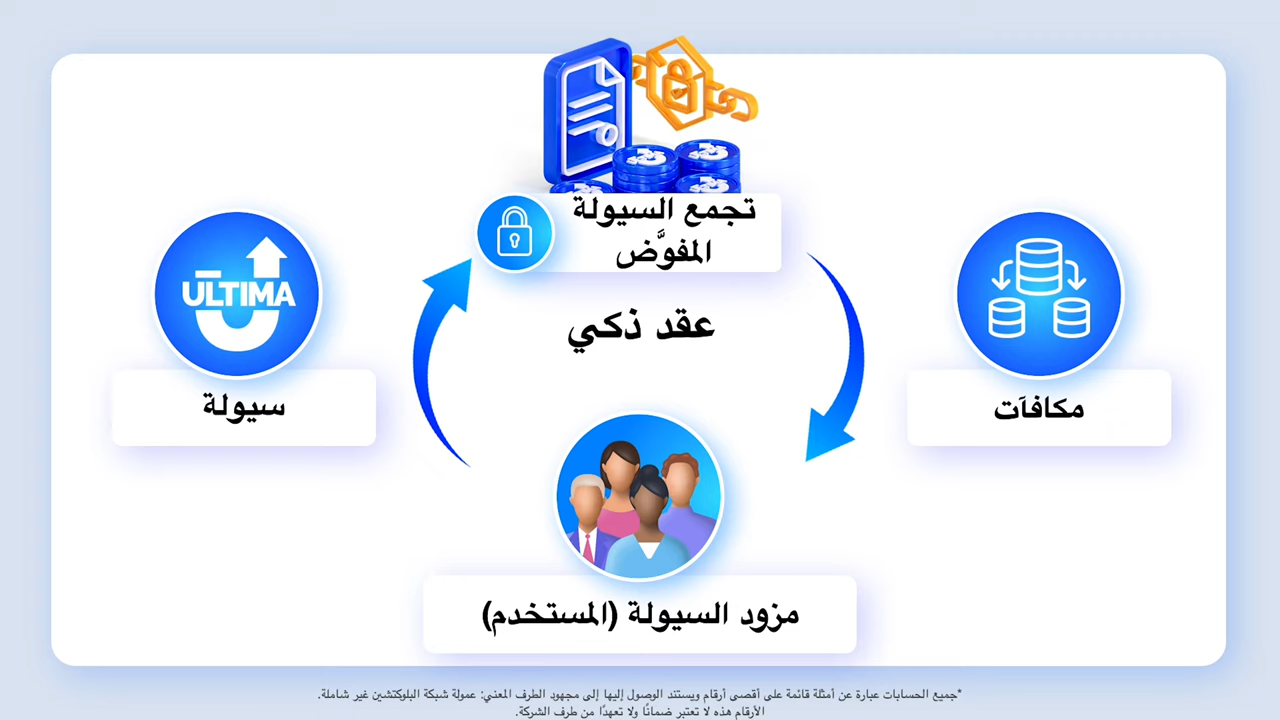 تجمع السيولة
المفوَّض
عقد ذكي
ULTIMA
سيولة
مكافآت
مزود السيولة (المستخدم)
*جميع الحسابات عبارة عن أمثلة قائمة على أقصى أرقام ويستند الوصول إليها إلى مجهود الطرف المعني: عمولة شبكة البلوكتشين غير شاملة.
الأرقام هذه لا تعتبر ضمانًا ولا تعهدًا من طرف الشركة.